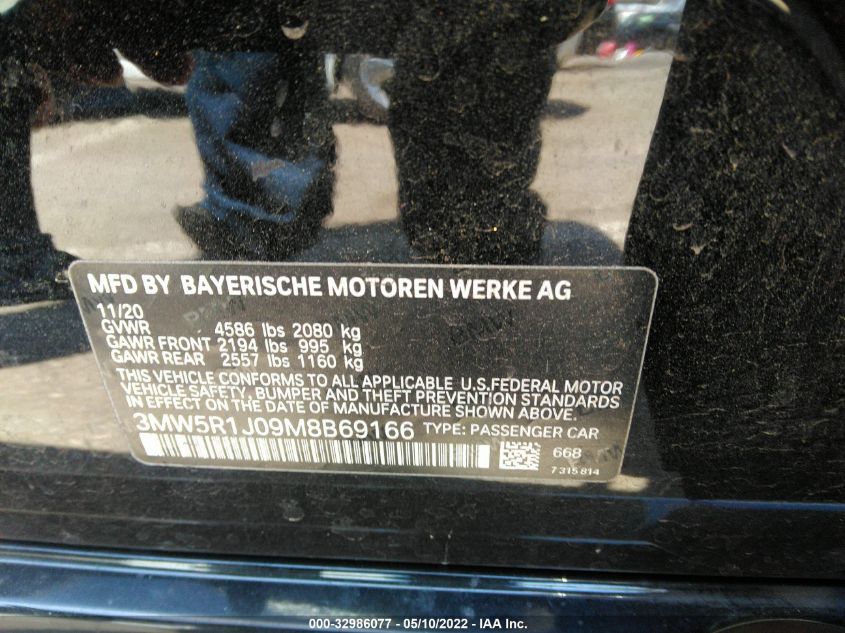 MFD BY BAYERISCHE MOTOREN WERKE AG
11/20
GVWR 4586 lbs 2080 kg
GAWR FRONT 2194 lbs 995 kg
GAWR REAR 2557 lbs 1160 kg
THIS VEHICLE CONFORMS TO ALL APPLICABLE U.S.FEDERAL MOTOR
VEHICLE SAFETY, BUMPER AND THEFT PREVENTION STANDARDS
IN EFFECT ON THE DATE OF MANUFACTURE SHOWN ABOVE.
3MW5R1J09M8B69166 TYPE: PASSENGER CAR
668
7 315 814
000-32986077 - 05/10/2022 - IAA Inc.